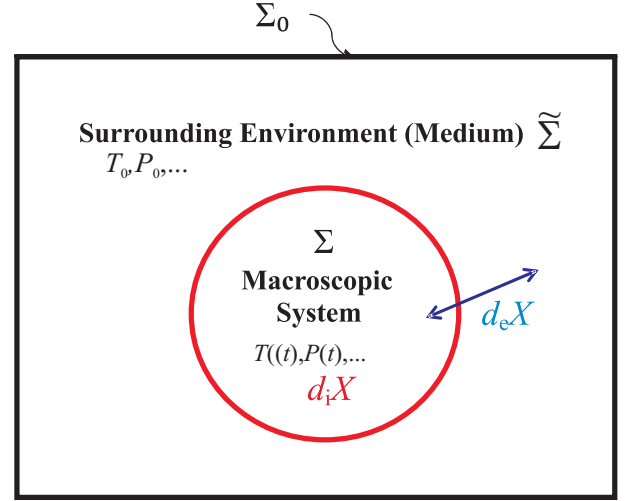 Σ₀
Surrounding Environment (Medium) Σ̃
T₀,P₀,...
Σ
Macroscopic
System
T((t),P(t),...
dₑX
dᵢX